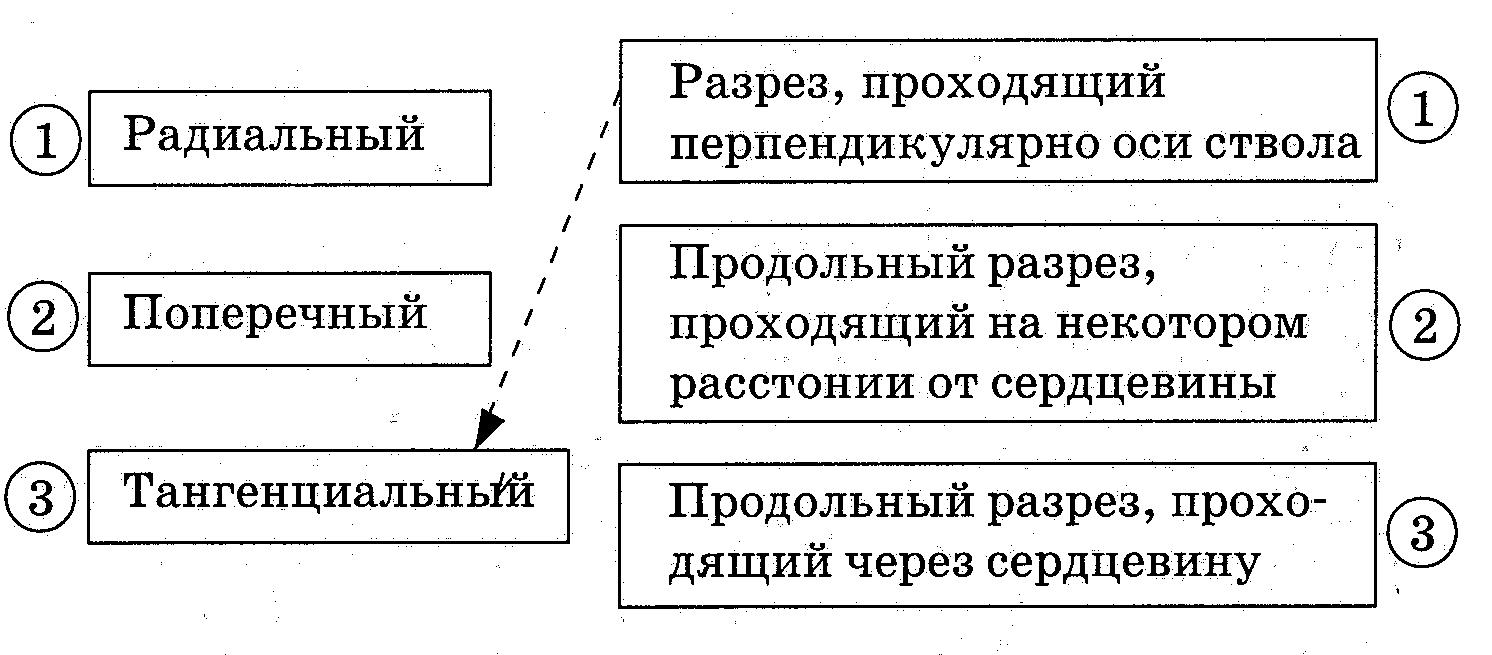 1 Радиальный
2 Поперечный
3 Тангенциальный
Разрез, проходящий
перпендикулярно оси ствола
1
Продольный разрез,
проходящий на некотором
расстонии от сердцевины
2
Продольный разрез, прохо-
дящий через сердцевину
3